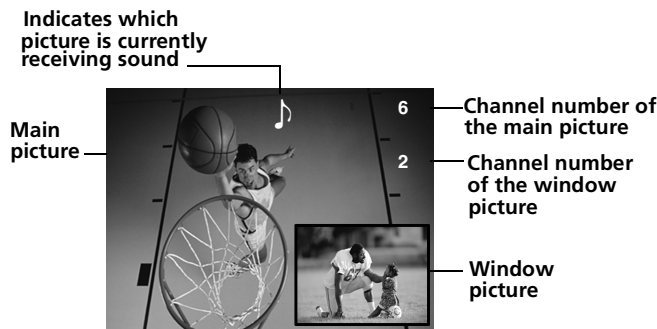 Indicates which
picture is currently
receiving sound
Main
picture
6
Channel number of
the main picture
2
Channel number
of the window
picture
Window
picture